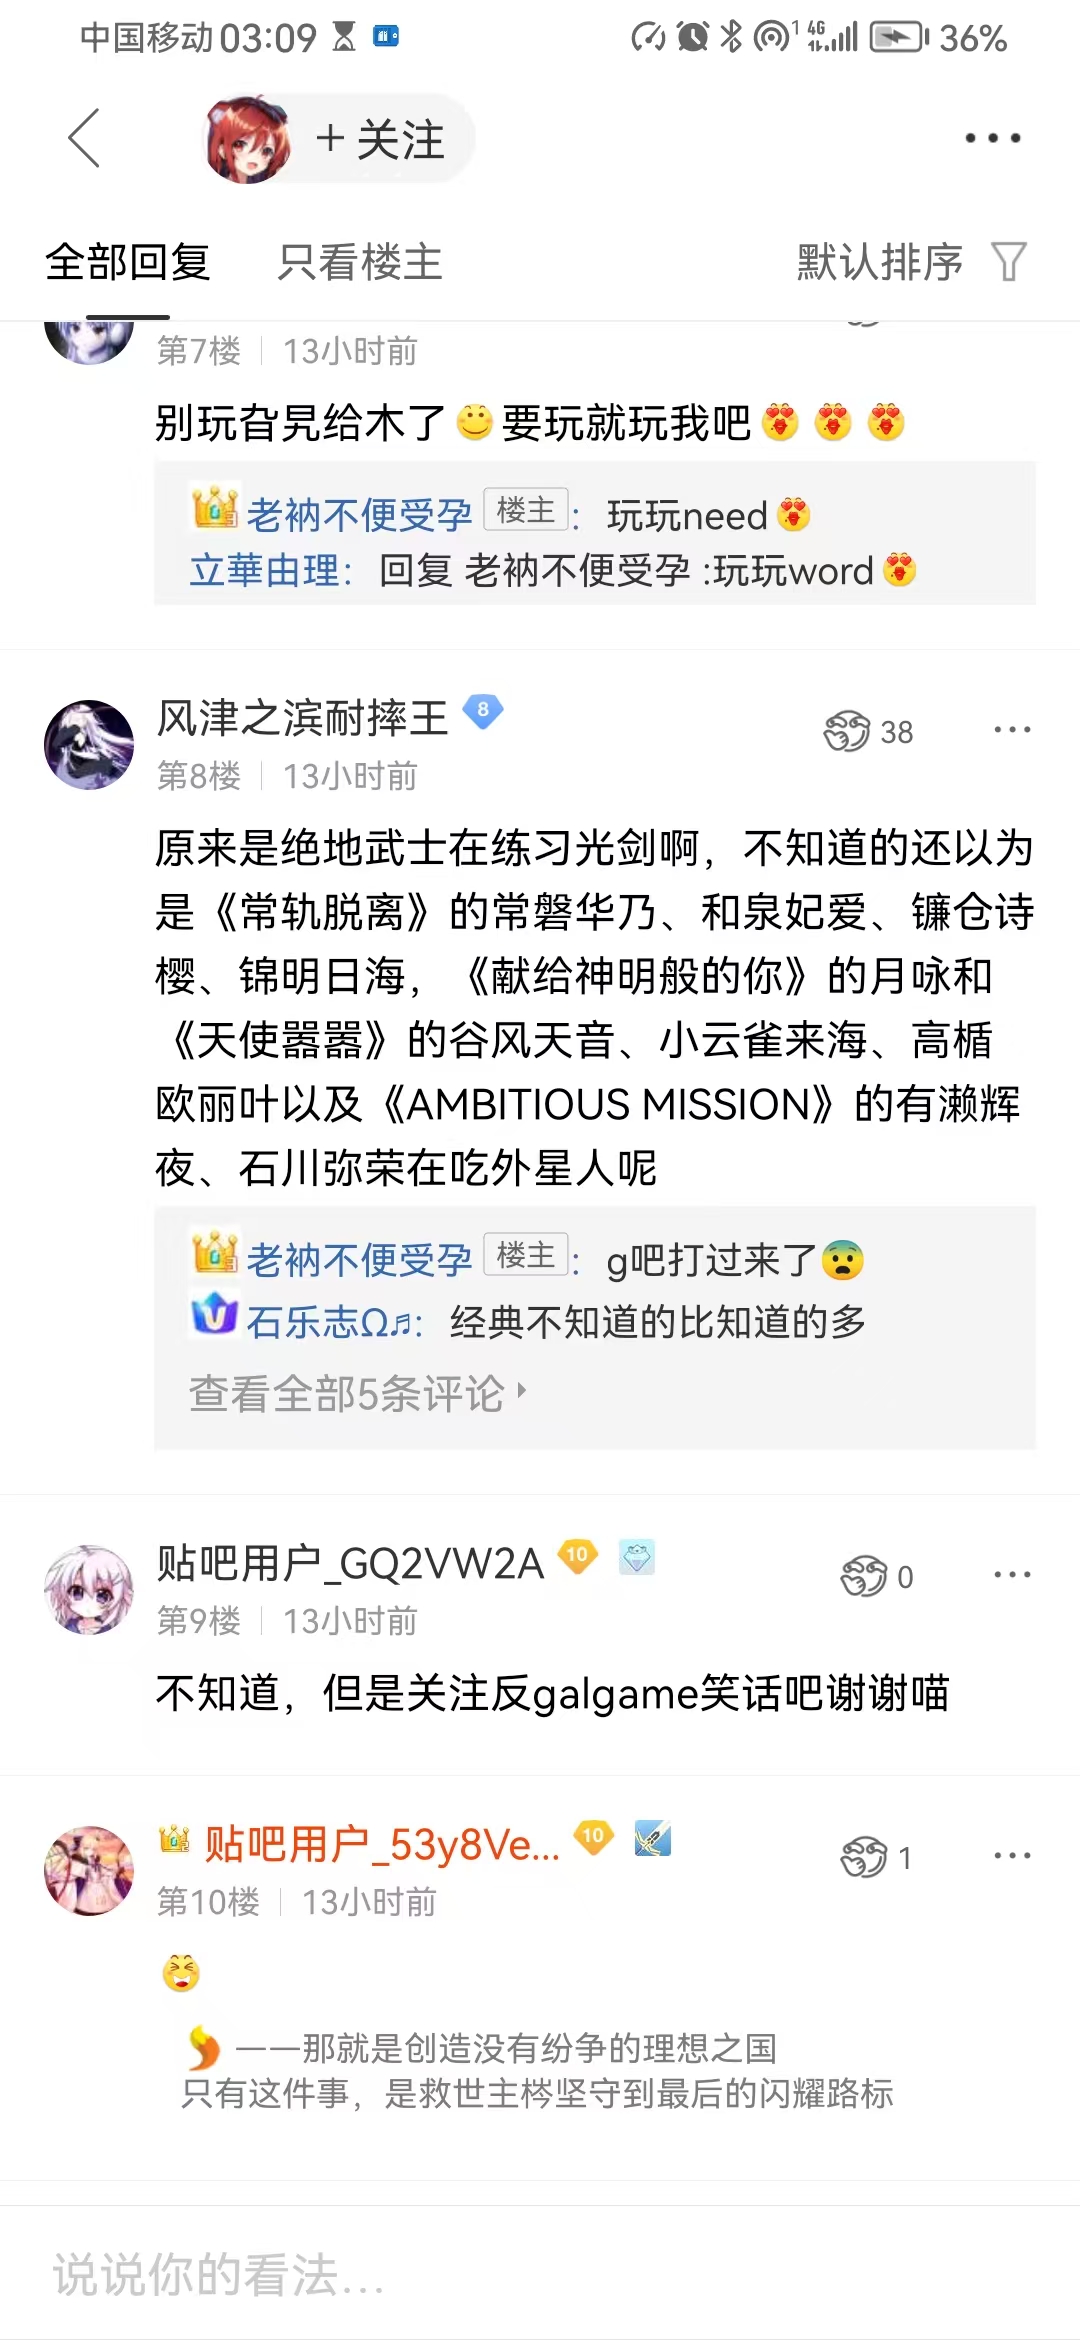 中国移动 03:09 1 4G 36%
+ 关注
全部回复 只看楼主 默认排序
第7楼 13小时前
别玩旮旯给木了要玩就玩我吧
老衲不便受孕 楼主: 玩玩need
立華由理: 回复 老衲不便受孕 :玩玩word
风津之滨耐摔王 8 38
第8楼 13小时前
原来是绝地武士在练习光剑啊，不知道的还以为
是《常轨脱离》的常磐华乃、和泉妃爱、镰仓诗
樱、锦明日海，《献给神明般的你》的月咏和
《天使嚣嚣》的谷风天音、小云雀来海、高楯
欧丽叶以及《AMBITIOUS MISSION》的有濑辉
夜、石川弥荣在吃外星人呢
老衲不便受孕 楼主: g吧打过来了
石乐志Ω♬: 经典不知道的比知道的多
查看全部5条评论
贴吧用户_GQ2VW2A 10 0
第9楼 13小时前
不知道，但是关注反galgame笑话吧谢谢喵
贴吧用户_53y8Ve... 10 1
第10楼 13小时前
——那就是创造没有纷争的理想之国
只有这件事，是救世主梣坚守到最后的闪耀路标
说说你的看法...